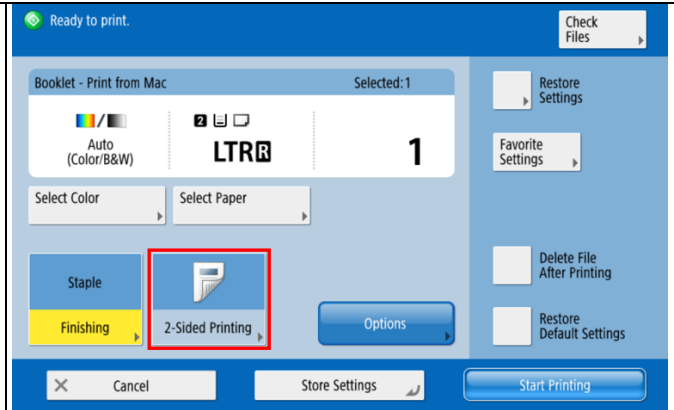 Ready to print.
Check
Files
Booklet - Print from Mac
Selected:1
Auto
(Color/B&W)
2
LTRR
1
Select Color
Select Paper
Restore
Settings
Favorite
Settings
Staple
Finishing
2-Sided Printing
Options
Delete File
After Printing
Restore
Default Settings
Cancel
Store Settings
Start Printing